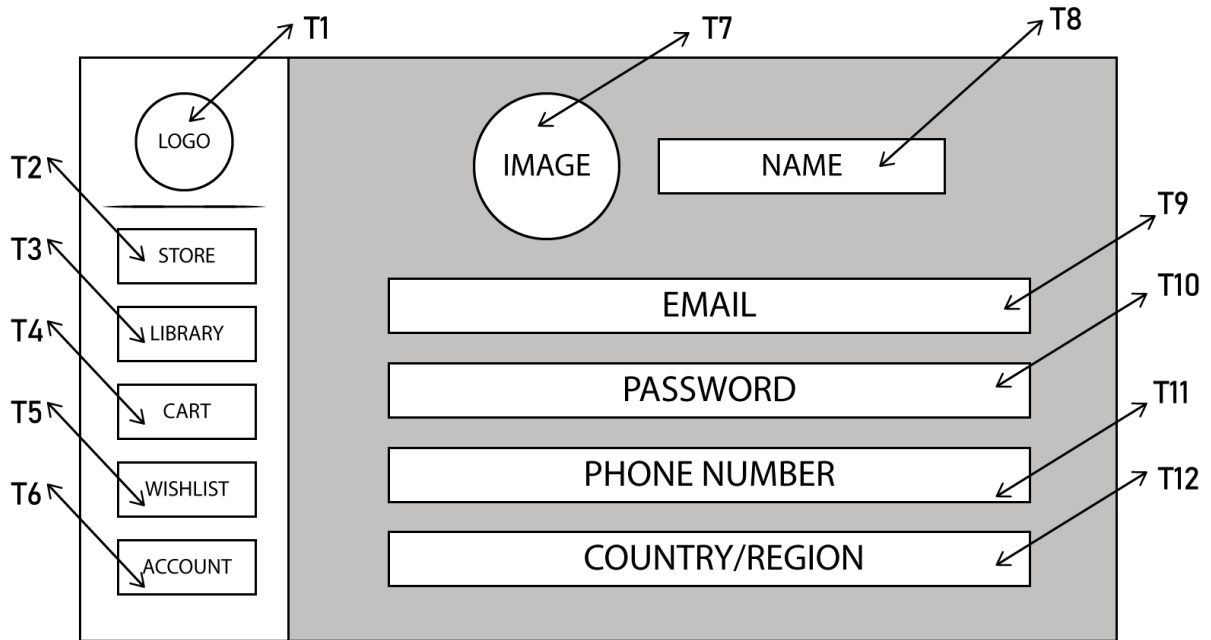 T1
T7
T8
LOGO
IMAGE
NAME
T2
STORE
T9
T3
LIBRARY
EMAIL
T10
T4
CART
PASSWORD
T11
T5
WISHLIST
PHONE NUMBER
T12
T6
ACCOUNT
COUNTRY/REGION